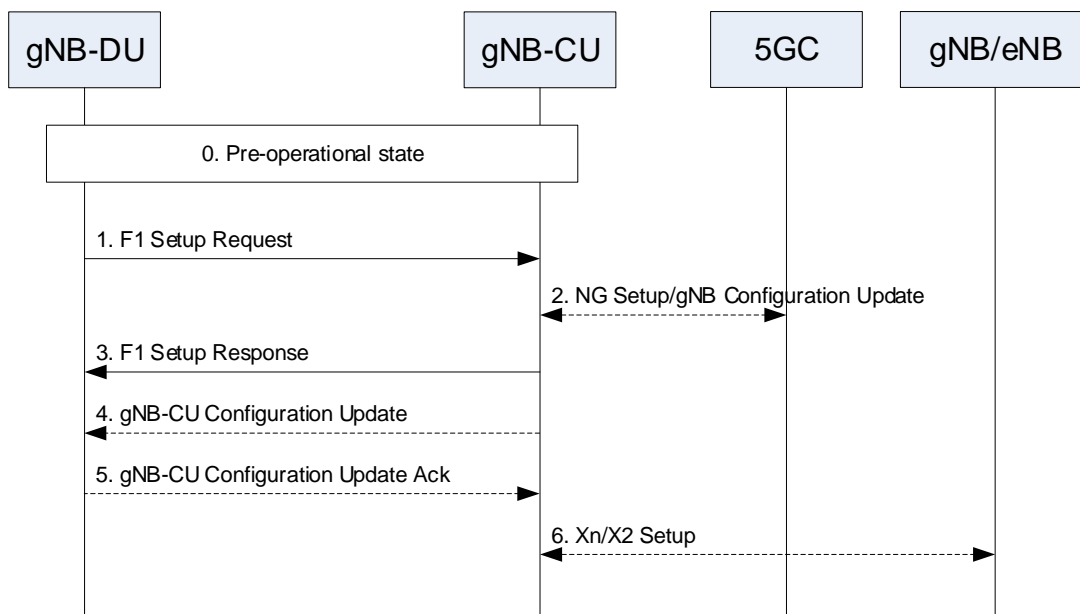 gNB-DU
gNB-CU
5GC
gNB/eNB
0. Pre-operational state
1. F1 Setup Request
2. NG Setup/gNB Configuration Update
3. F1 Setup Response
4. gNB-CU Configuration Update
5. gNB-CU Configuration Update Ack
6. Xn/X2 Setup